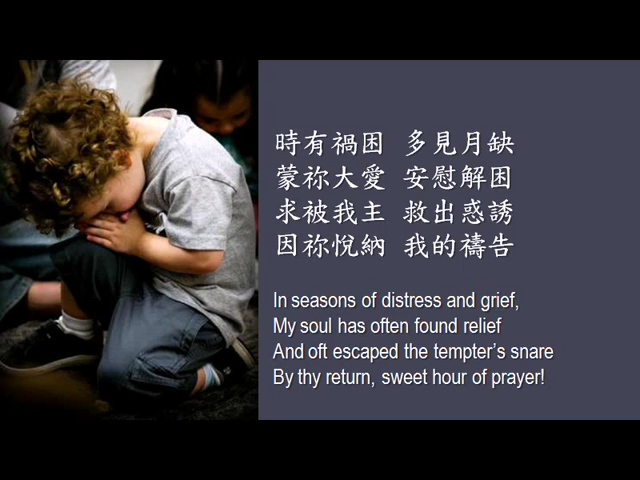 時有禍困 多見月缺
蒙祢大愛 安慰解困
求被我主 救出惑誘
因祢悅納 我的禱告
In seasons of distress and grief,
My soul has often found relief
And oft escaped the tempter's snare
By thy return, sweet hour of prayer!